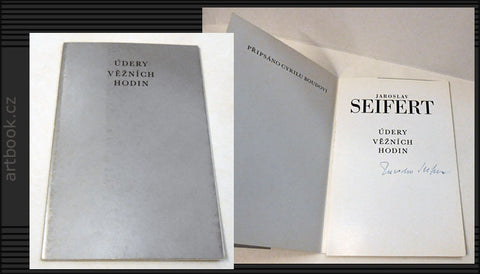 artbook.cz
ÚDERY
VĚŽNÍCH
HODIN
PŘIPSÁNO CYRILU BOUDOVI
JAROSLAV
SEIFERT
ÚDERY
VĚŽNÍCH
HODIN